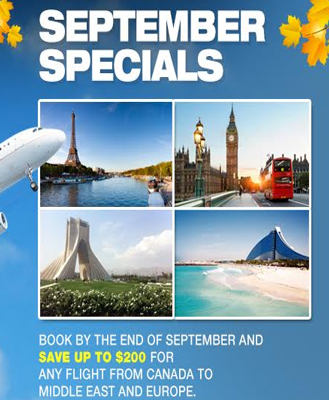 SEPTEMBER
SPECIALS
BOOK BY THE END OF SEPTEMBER AND
SAVE UP TO $200 FOR
ANY FLIGHT FROM CANADA TO
MIDDLE EAST AND EUROPE.